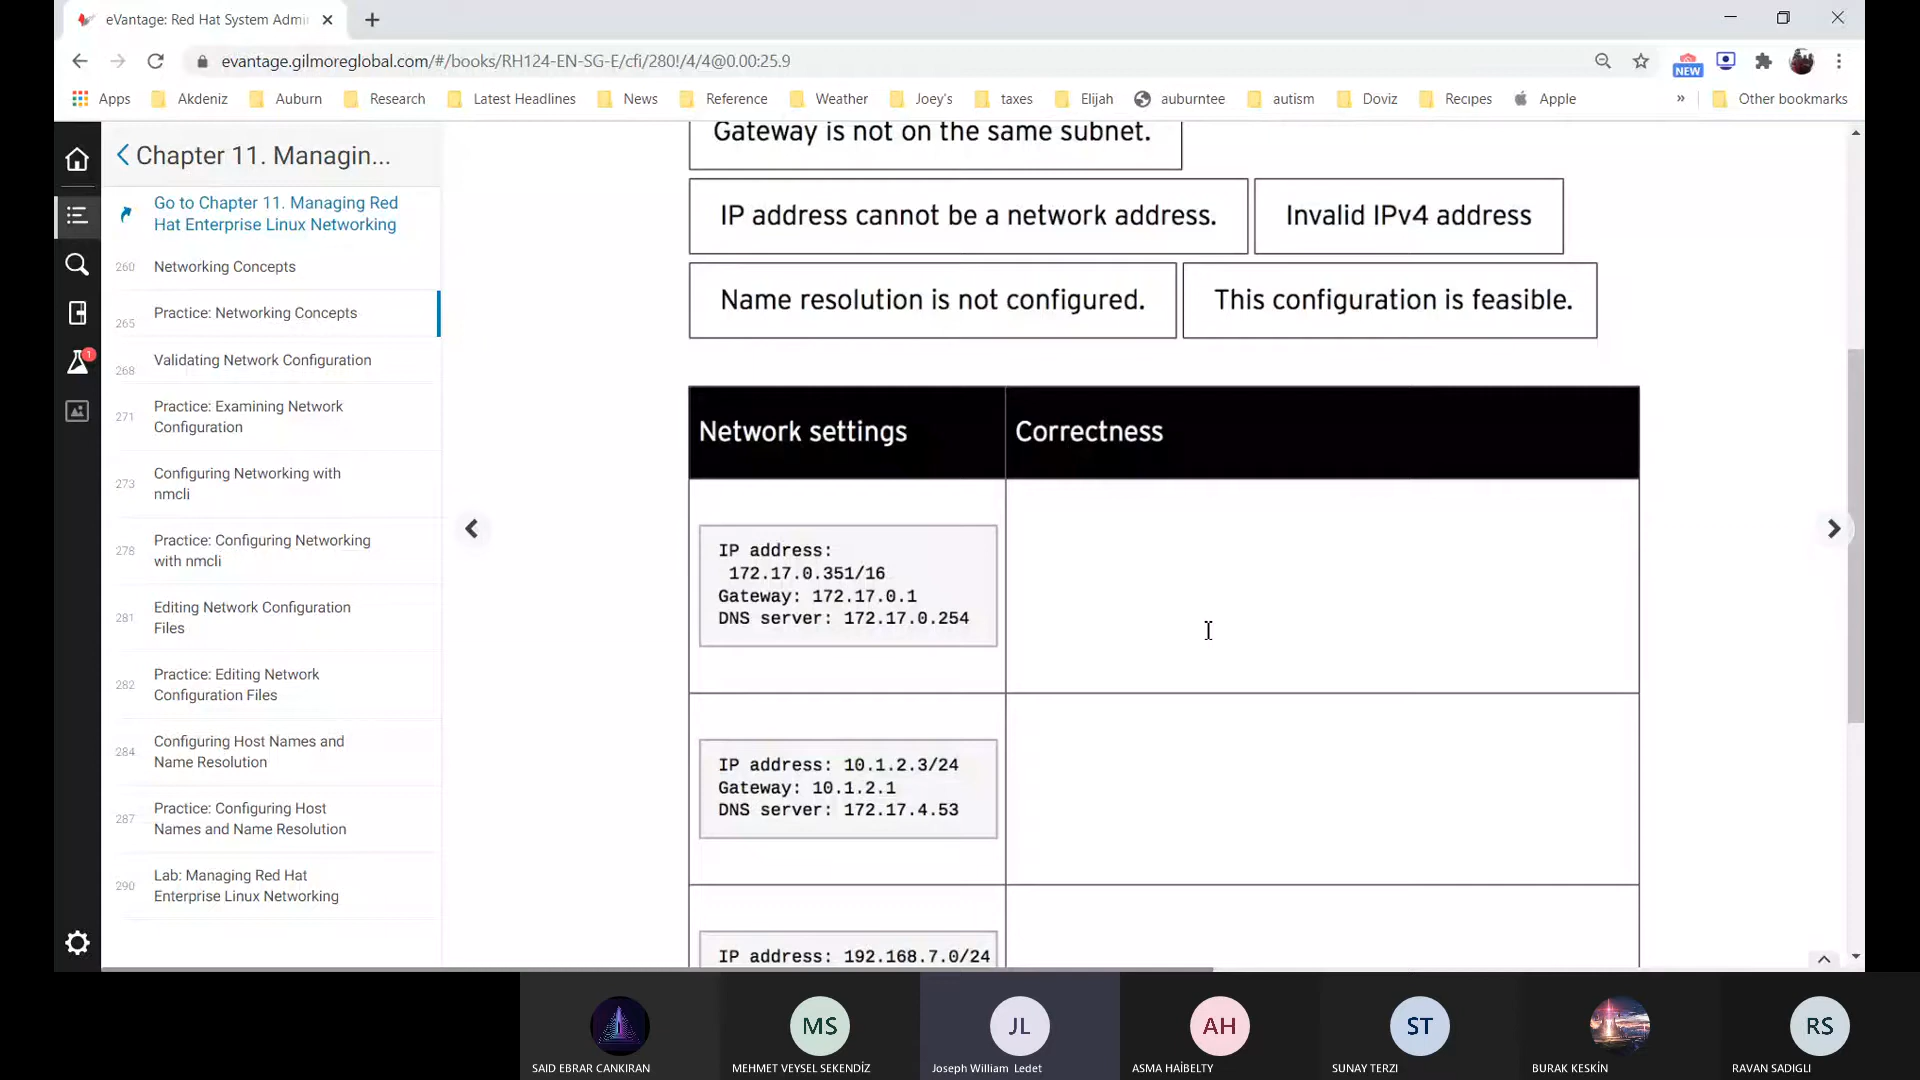 eVantage: Red Hat System Admi
evantage.gilmoreglobal.com/#/books/RH124-EN-SG-E/cfi/280!/4/4@0.00:25.9
NEW
Apps
Akdeniz
Auburn
Research
Latest Headlines
News
Reference
Weather
Joey's
taxes
Elijah
auburntee
autism
Doviz
Recipes
Apple
»
Other bookmarks
Chapter 11. Managin...
Go to Chapter 11. Managing Red
Hat Enterprise Linux Networking
260 Networking Concepts
265 Practice: Networking Concepts
268 Validating Network Configuration
271 Practice: Examining Network
Configuration
273 Configuring Networking with
nmcli
278 Practice: Configuring Networking
with nmcli
281 Editing Network Configuration
Files
282 Practice: Editing Network
Configuration Files
284 Configuring Host Names and
Name Resolution
287 Practice: Configuring Host
Names and Name Resolution
290 Lab: Managing Red Hat
Enterprise Linux Networking
1
Gateway is not on the same subnet.
IP address cannot be a network address.
Invalid IPv4 address
Name resolution is not configured.
This configuration is feasible.
Network settings
Correctness
IP address:
172.17.0.351/16
Gateway: 172.17.0.1
DNS server: 172.17.0.254
IP address: 10.1.2.3/24
Gateway: 10.1.2.1
DNS server: 172.17.4.53
IP address: 192.168.7.0/24
MS
JL
AH
ST
RS
SAID EBRAR CANKIRAN
MEHMET VEYSEL SEKENDİZ
Joseph William Ledet
ASMA HAİBELTY
SUNAY TERZI
BURAK KESKİN
RAVAN SADIGLI